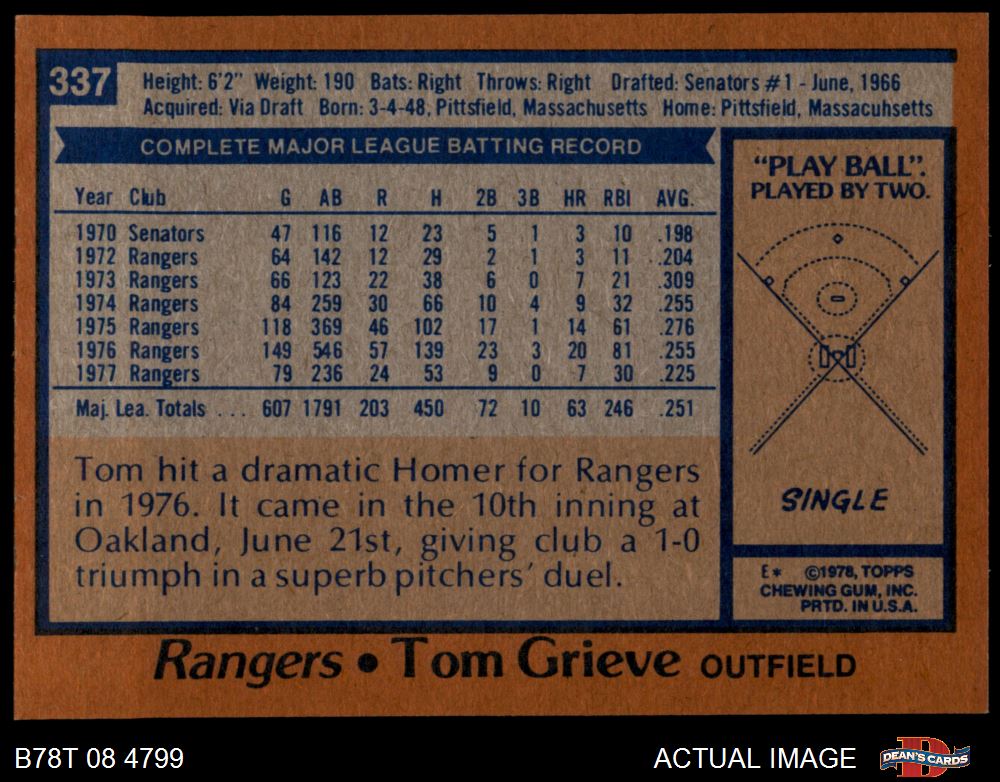 337
Height: 6'2" Weight: 190 Bats: Right Throws: Right Drafted: Senators #1 - June, 1966
Acquired: Via Draft Born: 3-4-48, Pittsfield, Massachusetts Home: Pittsfield, Massacuhsetts
COMPLETE MAJOR LEAGUE BATTING RECORD
Year Club G AB R H 2B 3B HR RBI AVG.
1970 Senators 47 116 12 23 5 1 3 10 .198
1972 Rangers 64 142 12 29 2 1 3 11 .204
1973 Rangers 66 123 22 38 6 0 7 21 .309
1974 Rangers 84 259 30 66 10 4 9 32 .255
1975 Rangers 118 369 46 102 17 1 14 61 .276
1976 Rangers 149 546 57 139 23 3 20 81 .255
1977 Rangers 79 236 24 53 9 0 7 30 .225
Maj. Lea. Totals ... 607 1791 203 450 72 10 63 246 .251
Tom hit a dramatic Homer for Rangers
in 1976. It came in the 10th inning at
Oakland, June 21st, giving club a 1-0
triumph in a superb pitchers' duel.
"PLAY BALL".
PLAYED BY TWO.
SINGLE
E* ©1978, TOPPS
CHEWING GUM, INC.
PRTD. IN U.S.A.
Rangers • Tom Grieve OUTFIELD
B78T 08 4799
ACTUAL IMAGE
DEAN'S CARDS